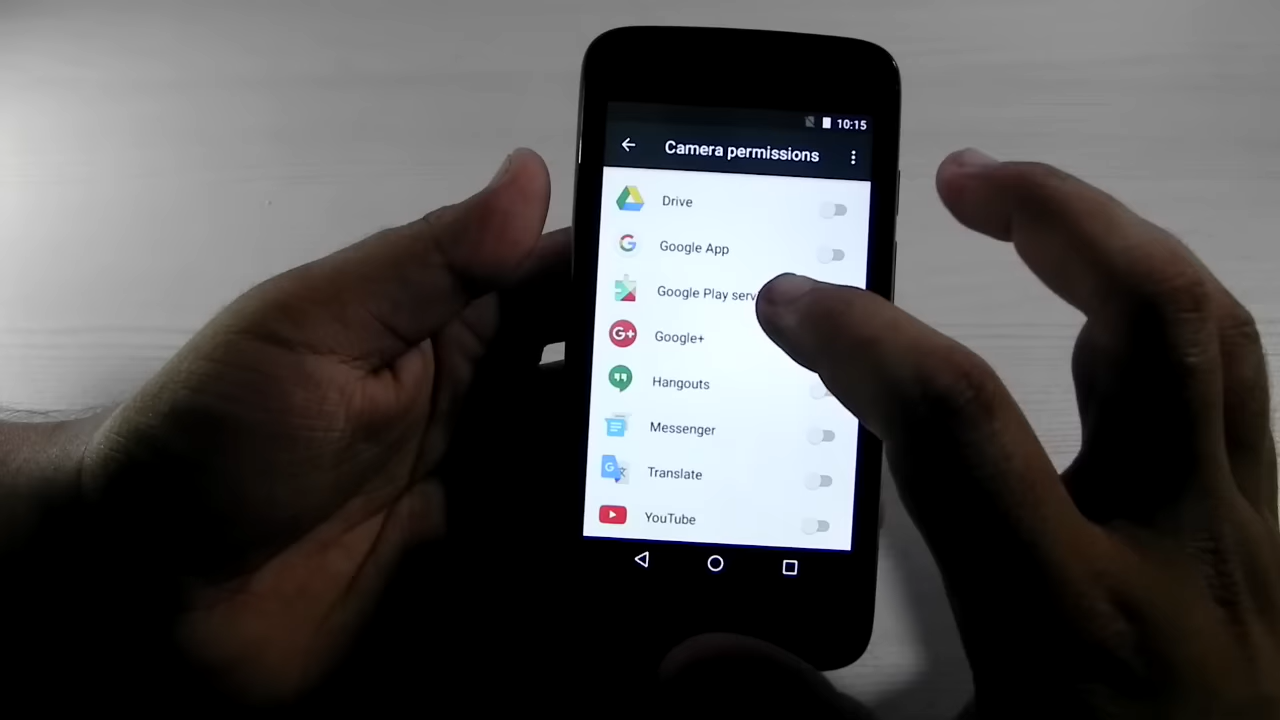 10:15
Camera permissions
Drive
Google App
Google Play serv
G+ Google+
Hangouts
Messenger
Translate
YouTube